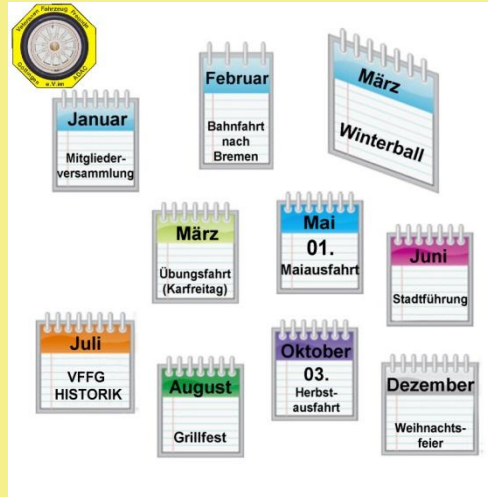 Veteranen Fahrzeug Freunde
Göttingen e.V. im ADAC
Januar
Mitglieder-
versammlung
Februar
Bahnfahrt
nach
Bremen
März
Winterball
März
Übungsfahrt
(Karfreitag)
Mai
01.
Maiausfahrt
Juni
Stadtführung
Juli
VFFG
HISTORIK
August
Grillfest
Oktober
03.
Herbst-
ausfahrt
Dezember
Weihnachts-
feier